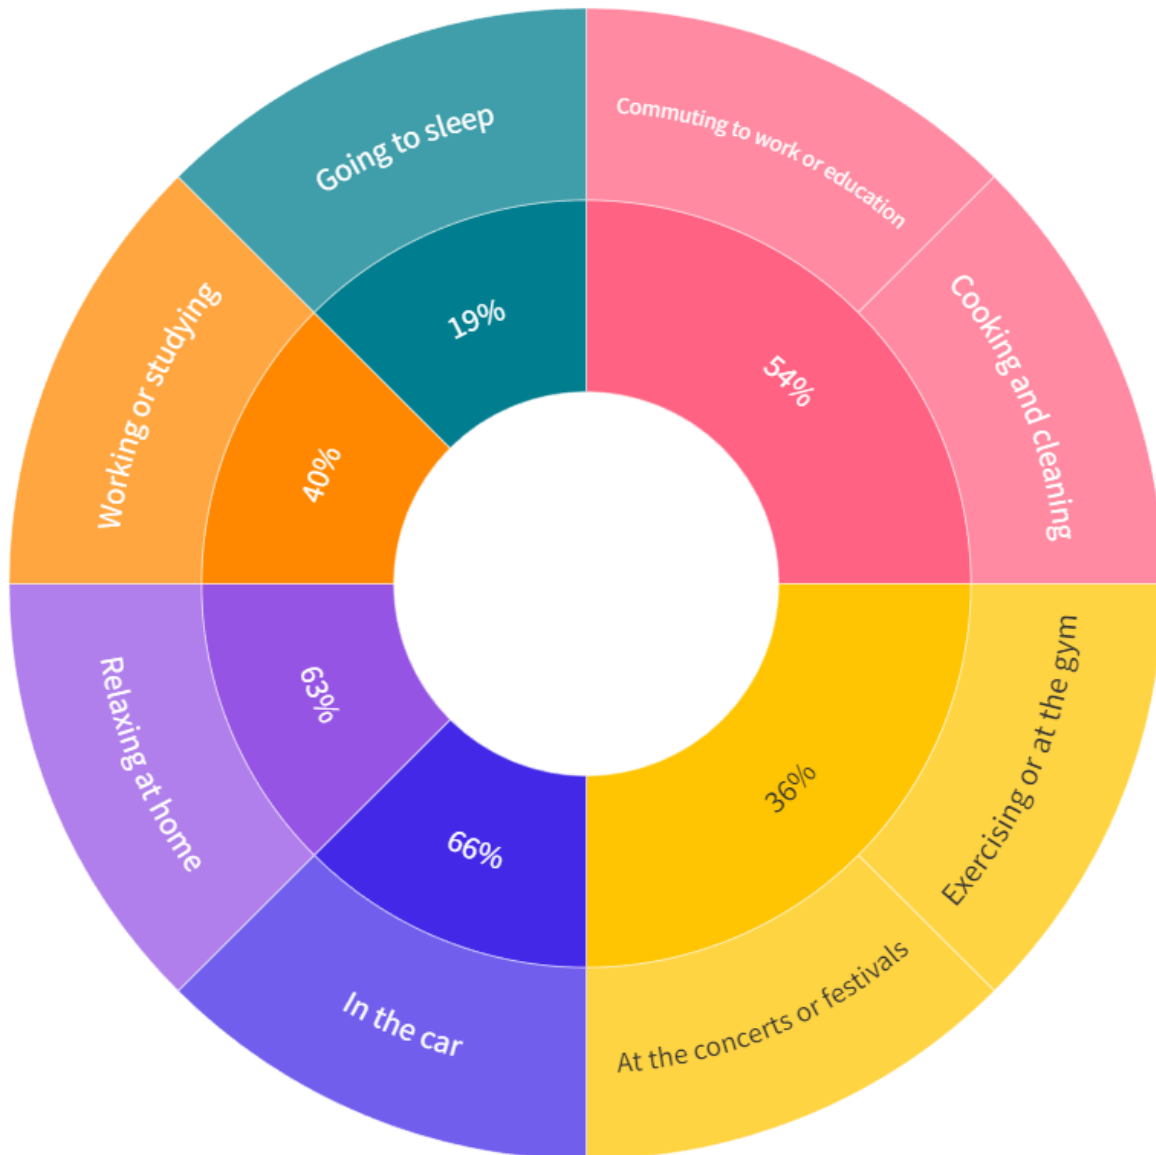 Going to sleep
Commuting to work or education
Cooking and cleaning
19%
54%
Working or studying
40%
Relaxing at home
63%
66%
36%
Exercising or at the gym
In the car
At the concerts or festivals